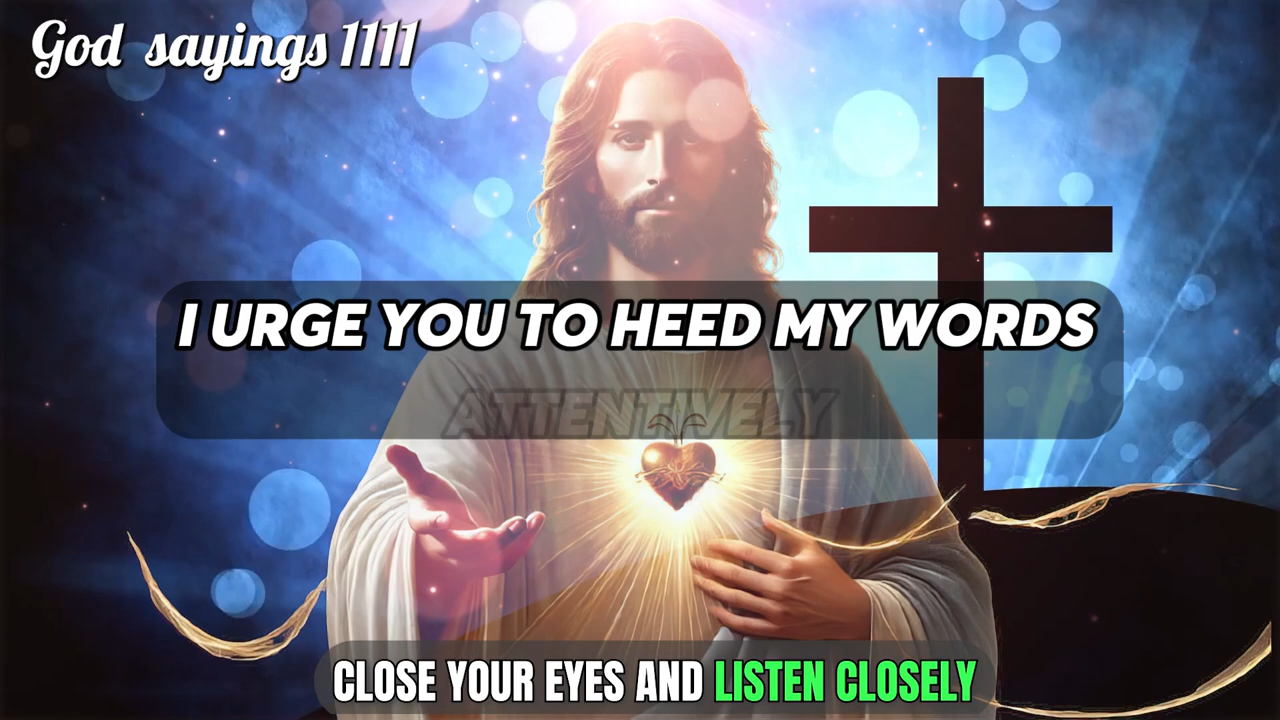 God sayings 1111
I URGE YOU TO HEED MY WORDS
ATTENTIVELY
CLOSE YOUR EYES AND LISTEN CLOSELY